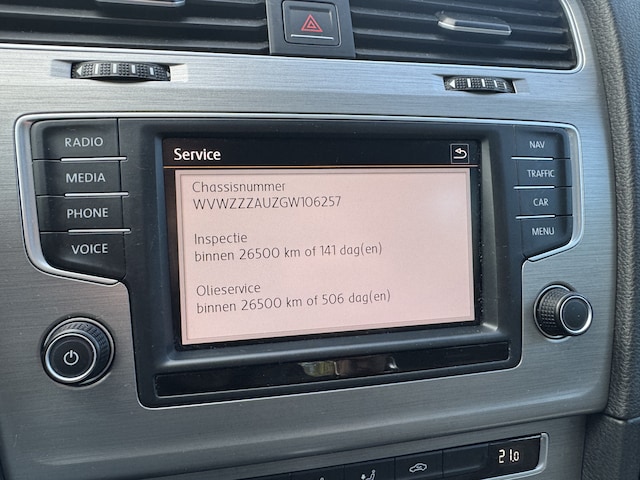 RADIO
MEDIA
PHONE
VOICE
Service
Chassisnummer
WVWZZZAUZGW106257
Inspectie
binnen 26500 km of 141 dag(en)
Olieservice
binnen 26500 km of 506 dag(en)
NAV
TRAFFIC
CAR
MENU
21.0